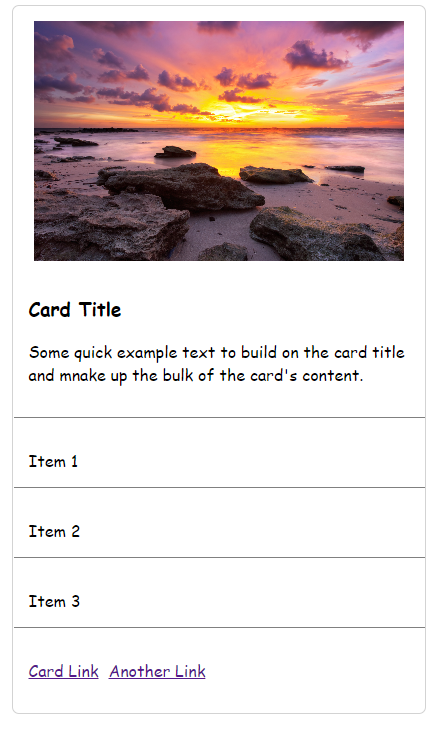 Card Title
Some quick example text to build on the card title
and mnake up the bulk of the card's content.
Item 1
Item 2
Item 3
Card Link Another Link